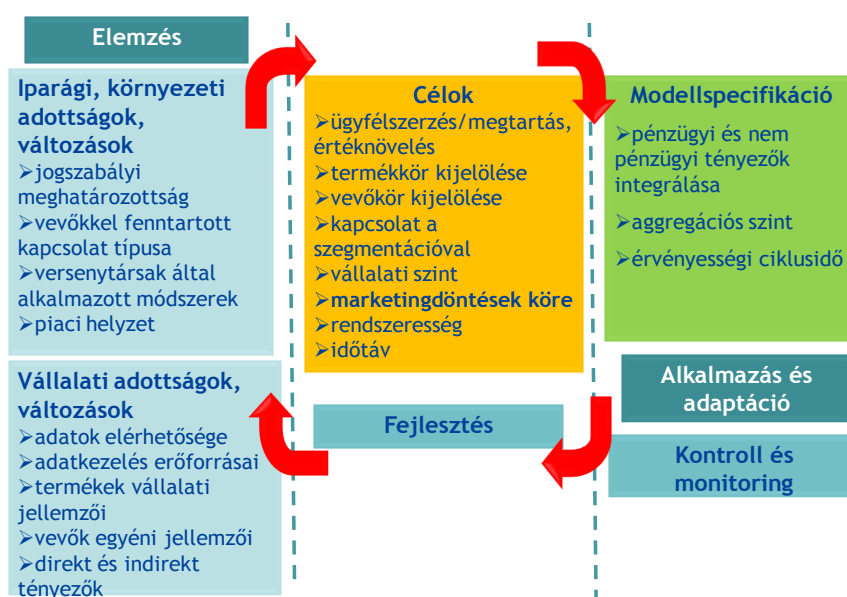 Elemzés
Iparági, környezeti
adottságok,
változások
➢jogszabályi
meghatározottság
➢vevőkkel fenntartott
kapcsolat típusa
➢versenytársak által
alkalmazott módszerek
➢piaci helyzet
Vállalati adottságok,
változások
➢adatok elérhetősége
➢adatkezelés erőforrásai
➢termékek vállalati
jellemzői
➢vevők egyéni jellemzői
➢direkt és indirekt
tényezők
Célok
➢ügyfélszerzés/megtartás,
értéknövelés
➢termékkör kijelölése
➢vevőkör kijelölése
➢kapcsolat a
szegmentációval
➢vállalati szint
➢marketingdöntések köre
➢rendszeresség
➢időtáv
Fejlesztés
Modellspecifikáció
➢pénzügyi és nem
pénzügyi tényezők
integrálása
➢aggregációs szint
➢érvényességi ciklusidő
Alkalmazás és
adaptáció
Kontroll és
monitoring